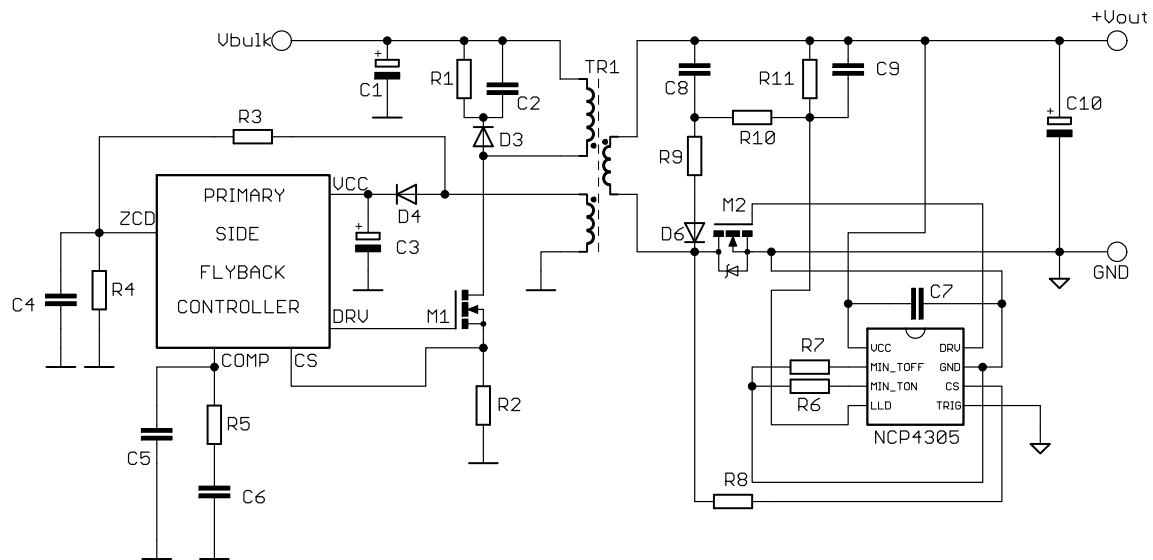 +Vout
Vbulk
+
C1
R1
C2
TR1
C8
R11
C9
+
C10
R3
D3
R10
R9
PRIMARY
SIDE
FLYBACK
CONTROLLER
VCC
D4
+
C3
ZCD
D6
M2
GND
C4
R4
DRV
M1
C7
COMP
CS
R2
R7
R6
VCC
MIN_TOFF
MIN_TON
LLD
DRV
GND
CS
TRIG
NCP4305
C5
R5
C6
R8